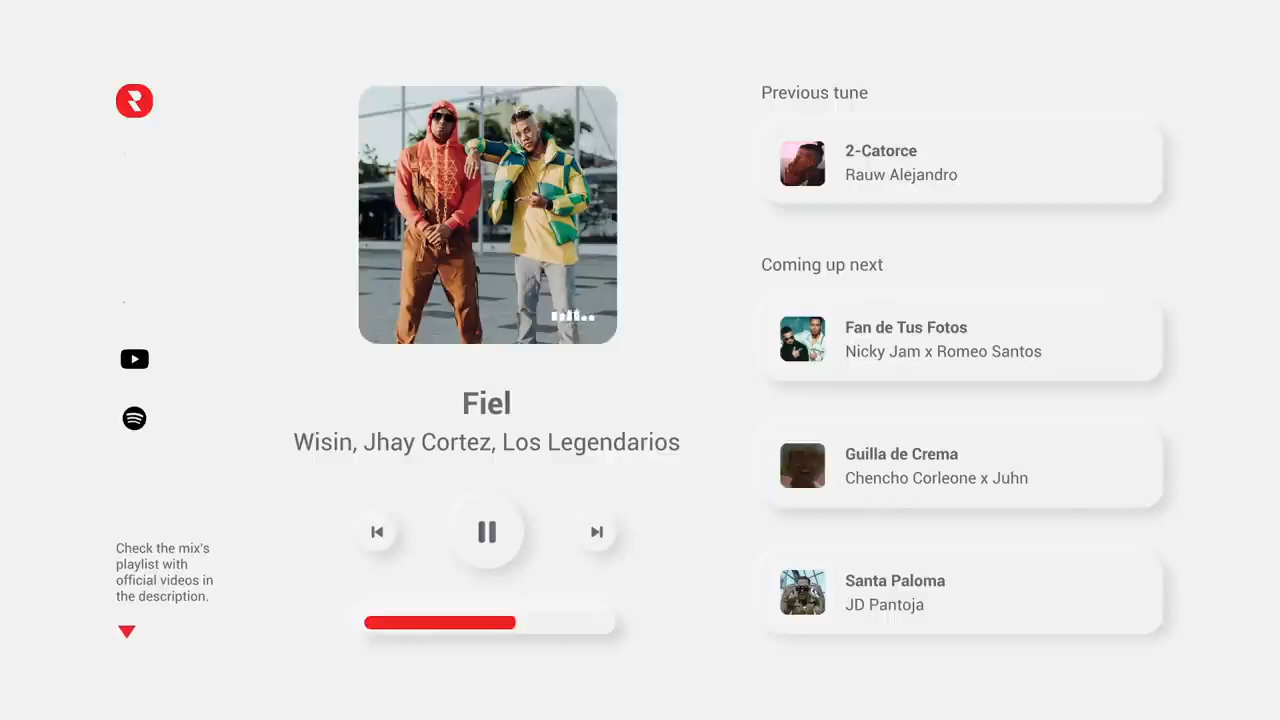 Fiel
Wisin, Jhay Cortez, Los Legendarios
Check the mix's
playlist with
official videos in
the description.
Previous tune
2-Catorce
Rauw Alejandro
Coming up next
Fan de Tus Fotos
Nicky Jam x Romeo Santos
Guilla de Crema
Chencho Corleone x Juhn
Santa Paloma
JD Pantoja